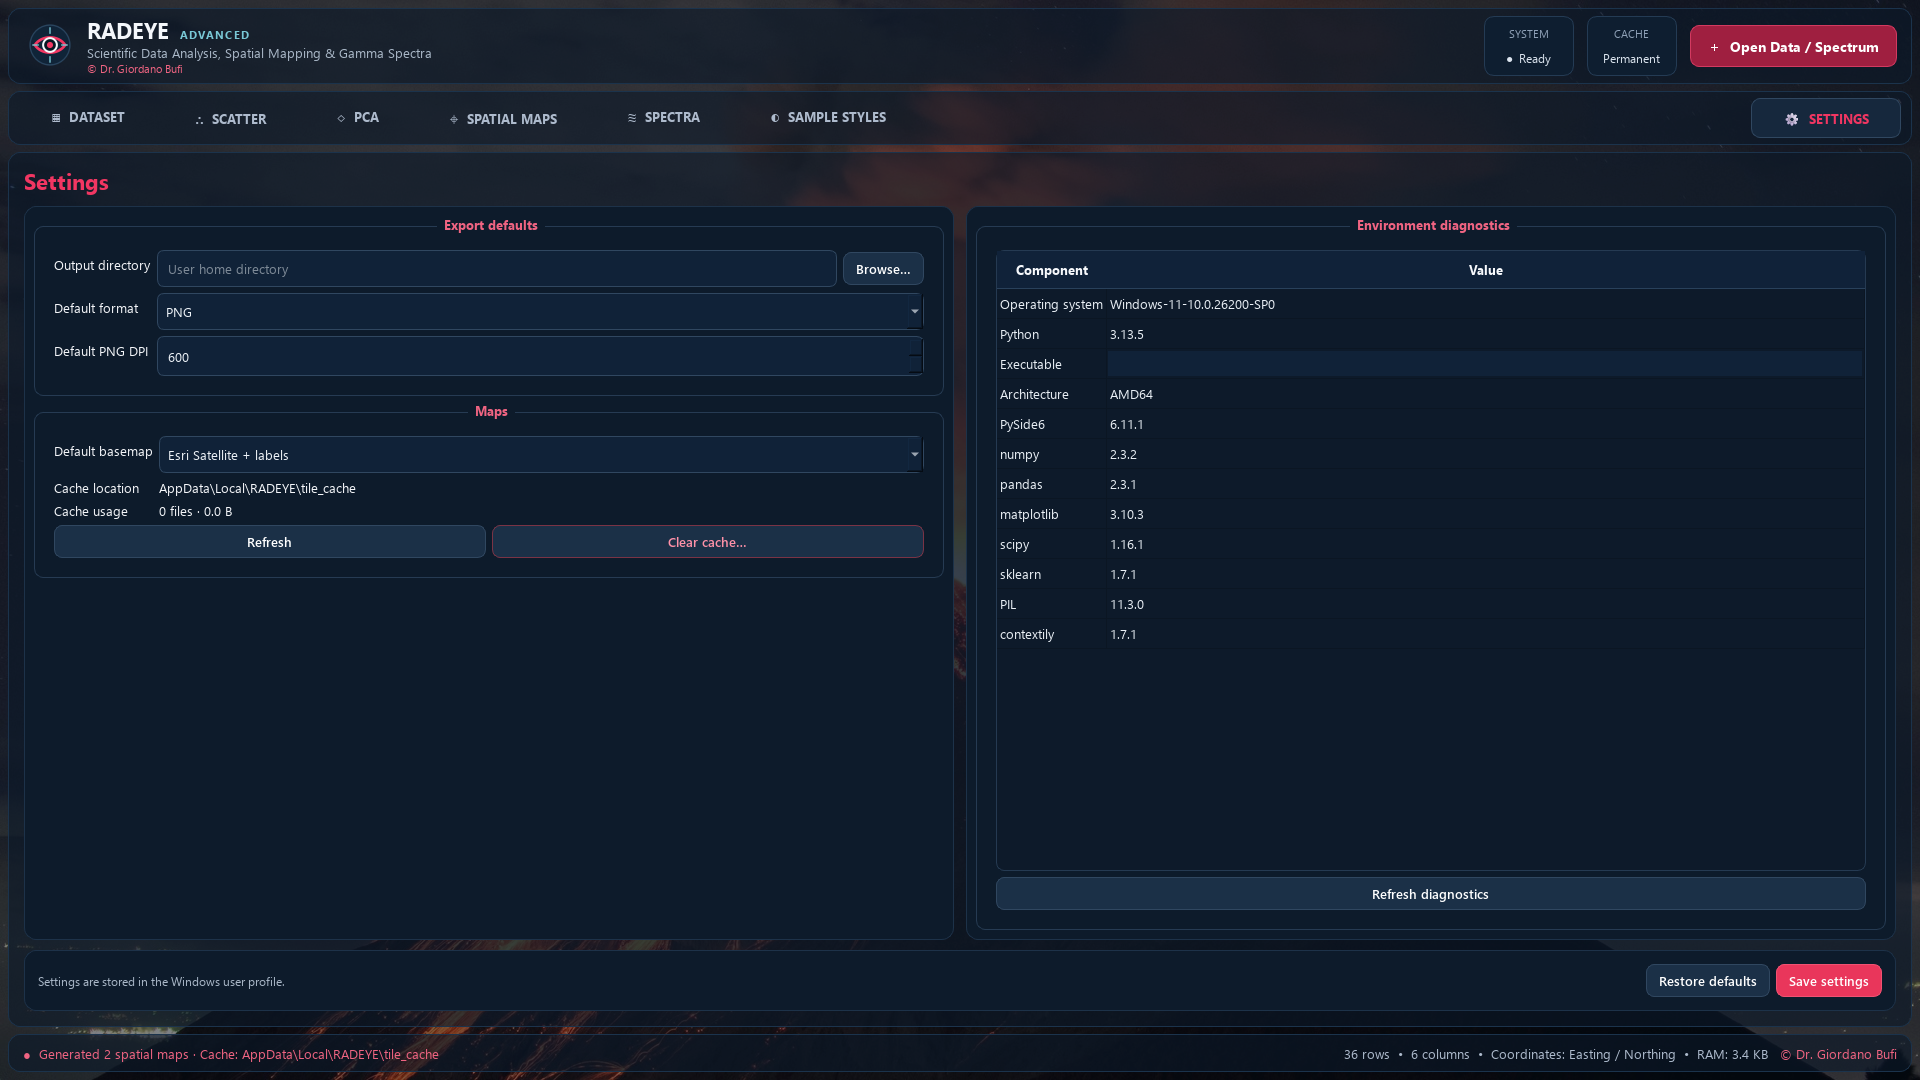 RADEYE ADVANCED
Scientific Data Analysis, Spatial Mapping & Gamma Spectra
© Dr. Giordano Bufi
SYSTEM
● Ready
CACHE
Permanent
+ Open Data / Spectrum
DATASET
SCATTER
PCA
SPATIAL MAPS
SPECTRA
SAMPLE STYLES
SETTINGS
Settings
Export defaults
Output directory User home directory Browse...
Default format PNG
Default PNG DPI 600
Maps
Default basemap Esri Satellite + labels
Cache location AppData\Local\RADEYE\tile_cache
Cache usage 0 files · 0.0 B
Refresh Clear cache...
Environment diagnostics
Component Value
Operating system Windows-11-10.0.26200-SP0
Python 3.13.5
Executable
Architecture AMD64
PySide6 6.11.1
numpy 2.3.2
pandas 2.3.1
matplotlib 3.10.3
scipy 1.16.1
sklearn 1.7.1
PIL 11.3.0
contextily 1.7.1
Refresh diagnostics
Settings are stored in the Windows user profile.
Restore defaults Save settings
● Generated 2 spatial maps · Cache: AppData\Local\RADEYE\tile_cache
36 rows • 6 columns • Coordinates: Easting / Northing • RAM: 3.4 KB © Dr. Giordano Bufi